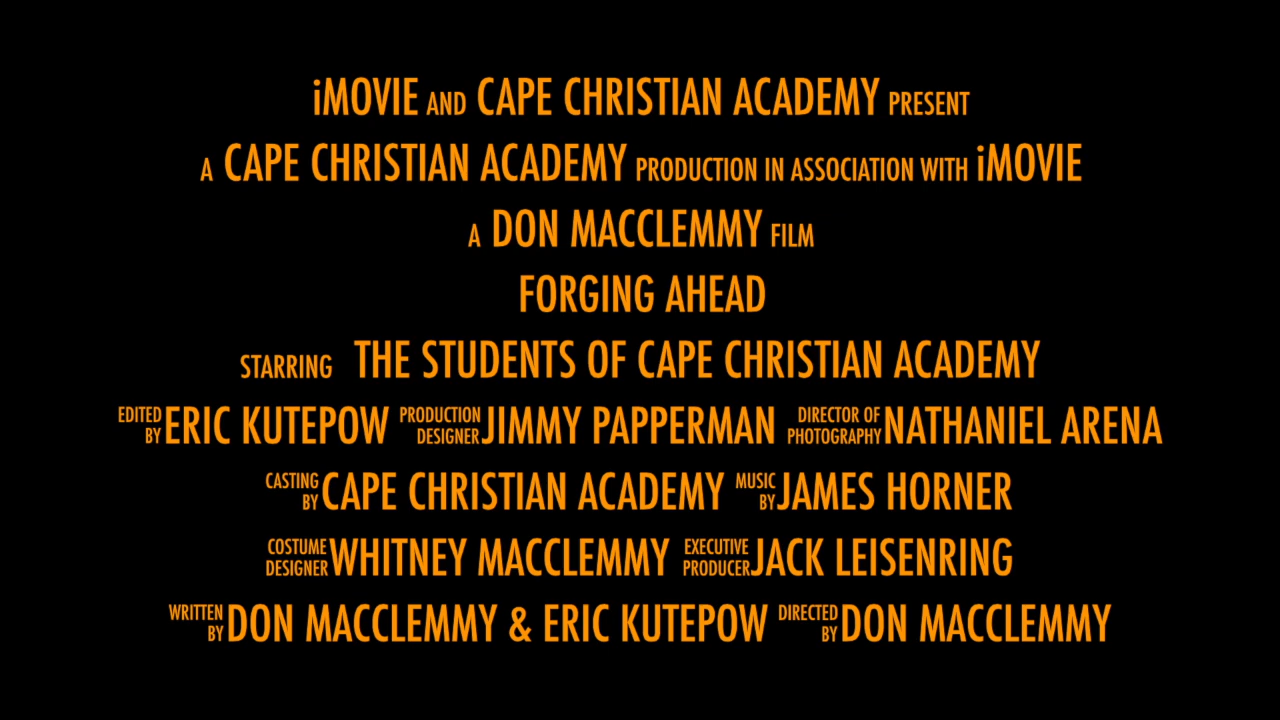 iMOVIE AND CAPE CHRISTIAN ACADEMY PRESENT
A CAPE CHRISTIAN ACADEMY PRODUCTION IN ASSOCIATION WITH iMOVIE
A DON MACCLEMMY FILM
FORGING AHEAD
STARRING THE STUDENTS OF CAPE CHRISTIAN ACADEMY
EDITED BY ERIC KUTEPOW PRODUCTION DESIGNER JIMMY PAPPERMAN DIRECTOR OF PHOTOGRAPHY NATHANIEL ARENA
CASTING BY CAPE CHRISTIAN ACADEMY MUSIC BY JAMES HORNER
COSTUME DESIGNER WHITNEY MACCLEMMY EXECUTIVE PRODUCER JACK LEISENRING
WRITTEN BY DON MACCLEMMY & ERIC KUTEPOW DIRECTED BY DON MACCLEMMY